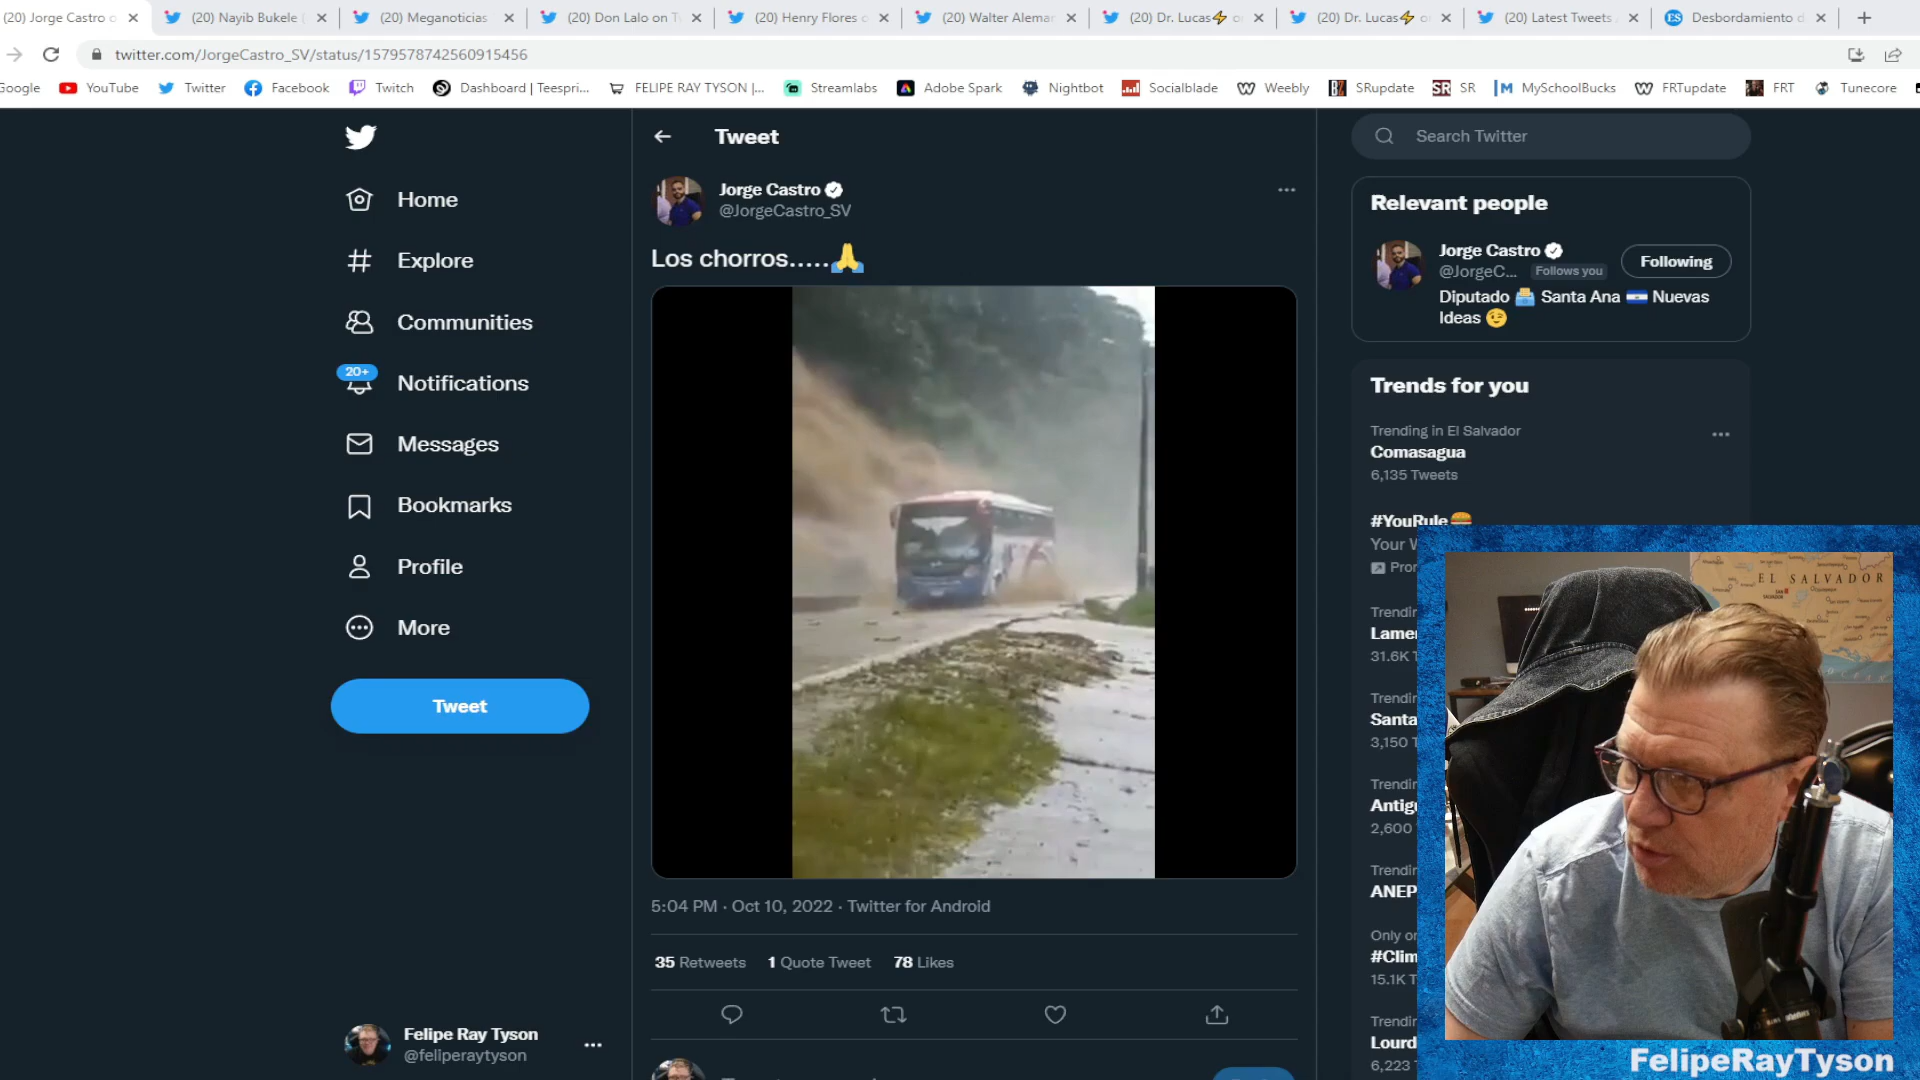 (20) Jorge Castro o
(20) Nayib Bukele
(20) Meganoticias
(20) Don Lalo on T
(20) Henry Flores o
(20) Walter Aleman
(20) Dr. Lucas⚡ o
(20) Dr. Lucas⚡ o
(20) Latest Tweets
Desbordamiento d
twitter.com/JorgeCastro_SV/status/1579578742560915456
Google
YouTube
Twitter
Facebook
Twitch
Dashboard | Teespri...
FELIPE RAY TYSON |...
Streamlabs
Adobe Spark
Nightbot
Socialblade
Weebly
SRupdate
SR
MySchoolBucks
FRTupdate
FRT
Tunecore
Home
Explore
Communities
20+
Notifications
Messages
Bookmarks
Profile
More
Tweet
Felipe Ray Tyson
@feliperaytyson
Tweet
Jorge Castro
@JorgeCastro_SV
Los chorros.....🙏
5:04 PM · Oct 10, 2022 · Twitter for Android
35 Retweets 1 Quote Tweet 78 Likes
Search Twitter
Relevant people
Jorge Castro
@JorgeC... Follows you
Following
Diputado 🗳 Santa Ana 🇸🇻 Nuevas
Ideas 😉
Trends for you
Trending in El Salvador
Comasagua
6,135 Tweets
#YouRule🍔
Your W
Pron
Trendin
Lamen
31.6K T
Trendin
Santa
3,150 T
Trendin
Antig
2,600
Trendin
ANEP
Only on
#Clim
15.1K T
Trendin
Lourd
6,223 T
EL SALVADOR
FelipeRayTyson